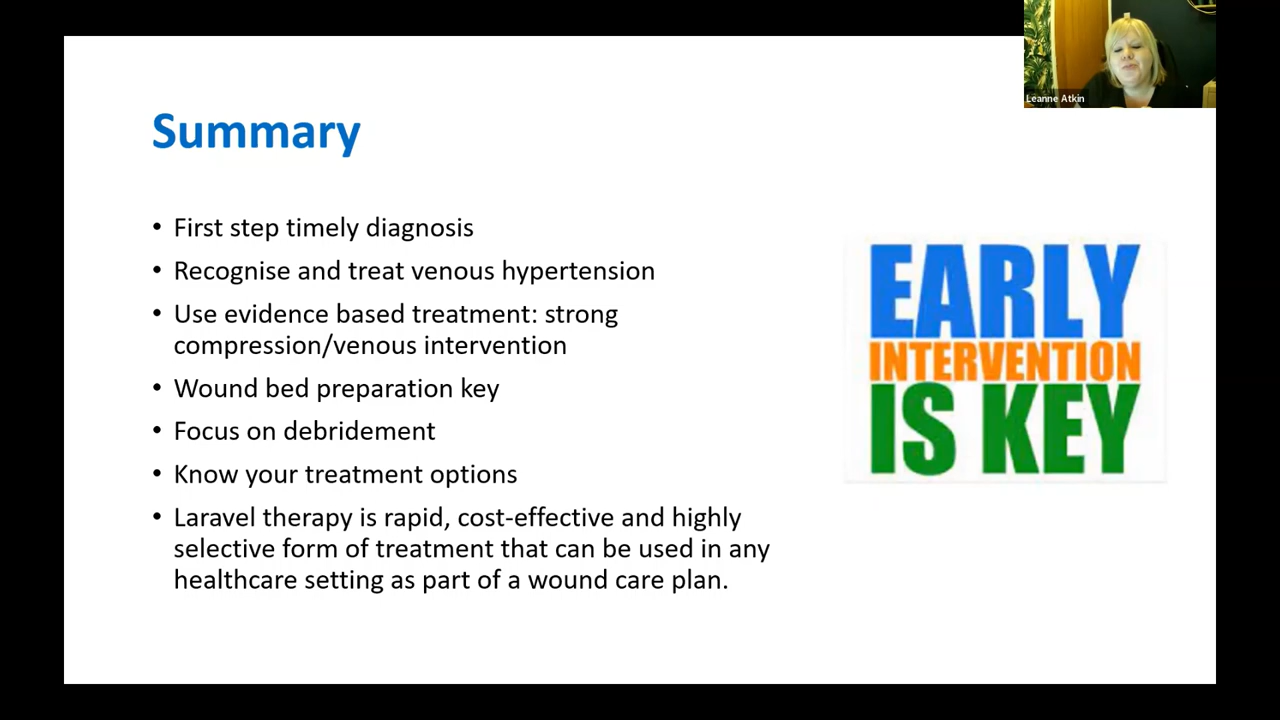 Leanne Atkin
Summary
• First step timely diagnosis
• Recognise and treat venous hypertension
• Use evidence based treatment: strong
compression/venous intervention
• Wound bed preparation key
• Focus on debridement
• Know your treatment options
• Laravel therapy is rapid, cost-effective and highly
selective form of treatment that can be used in any
healthcare setting as part of a wound care plan.
EARLY
INTERVENTION
IS KEY